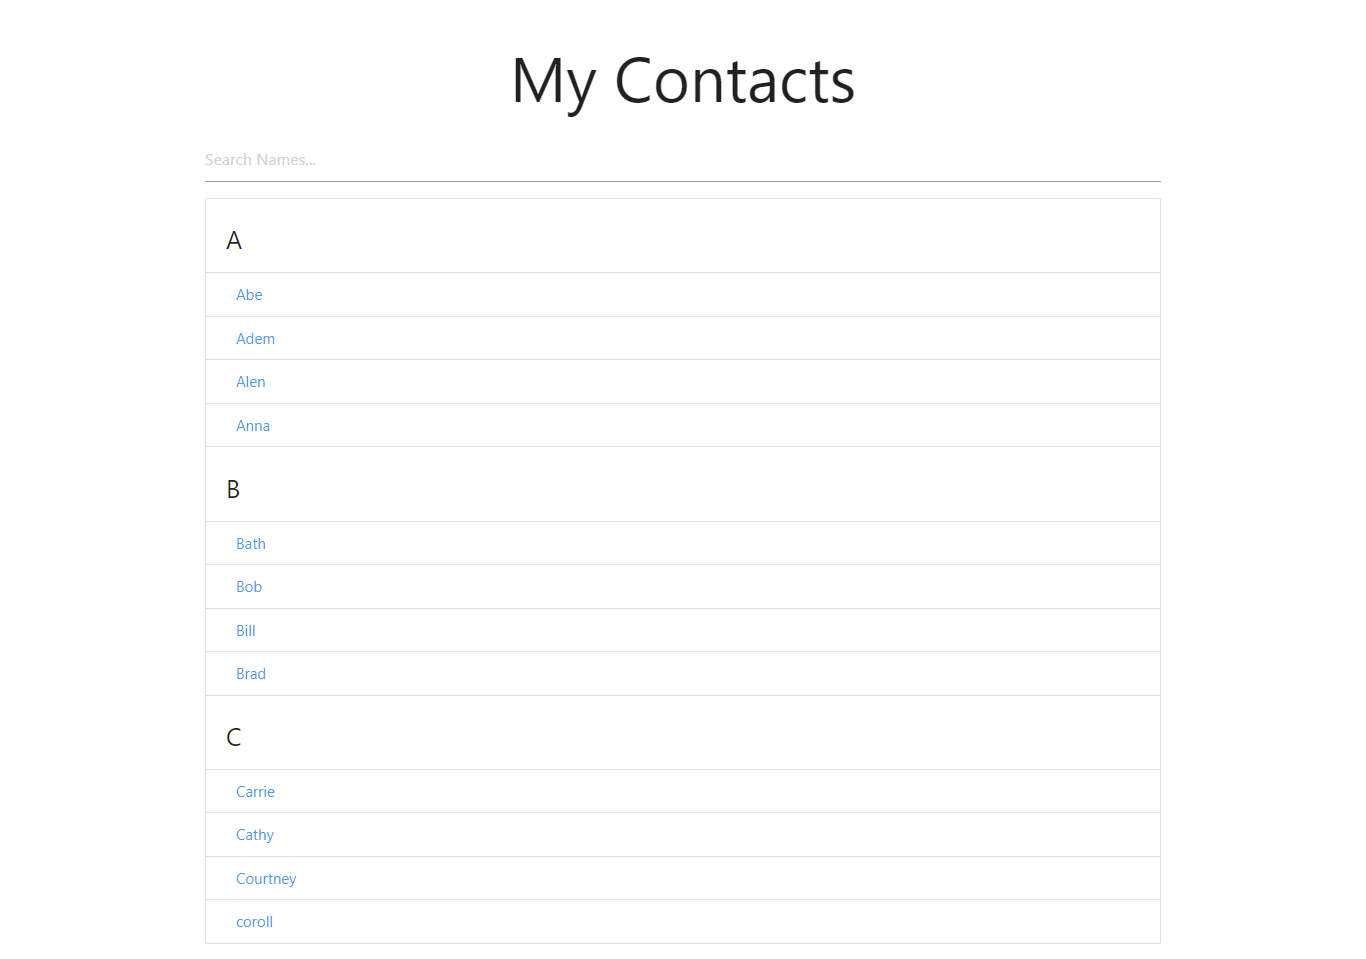 My Contacts
Search Names...
A
Abe
Adem
Alen
Anna
B
Bath
Bob
Bill
Brad
C
Carrie
Cathy
Courtney
coroll